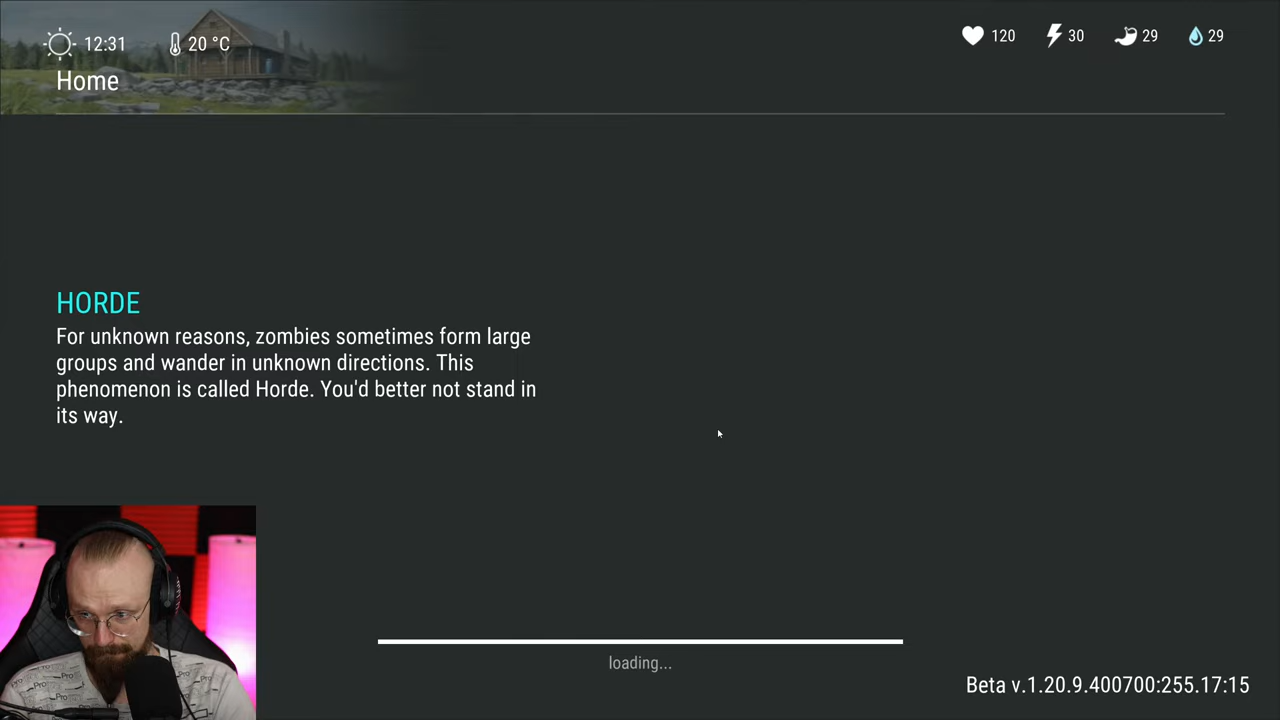 12:31
20 °C
120
30
29
29
Home
HORDE
For unknown reasons, zombies sometimes form large
groups and wander in unknown directions. This
phenomenon is called Horde. You'd better not stand in
its way.
loading...
Beta v.1.20.9.400700:255.17:15